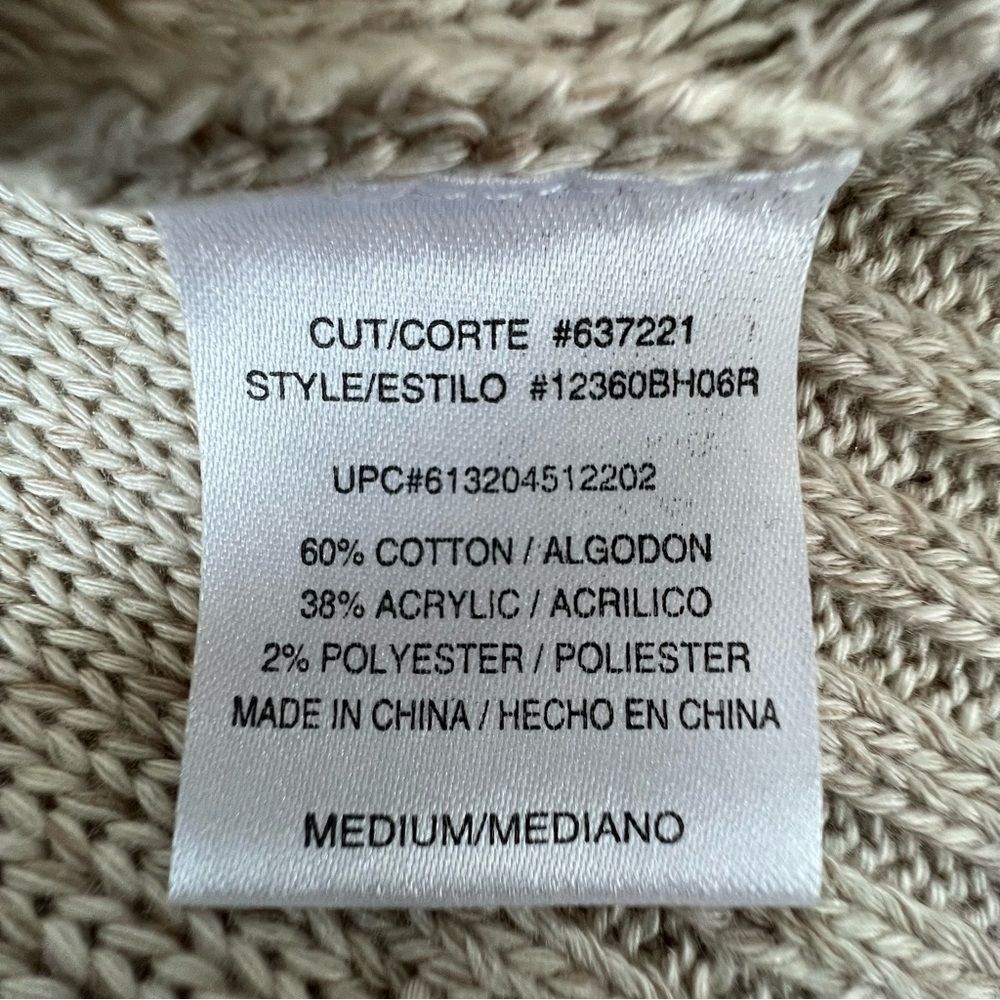 CUT/CORTE #637221
STYLE/ESTILO #12360BH06R
UPC#613204512202
60% COTTON / ALGODON
38% ACRYLIC / ACRILICO
2% POLYESTER / POLIESTER
MADE IN CHINA / HECHO EN CHINA
MEDIUM/MEDIANO